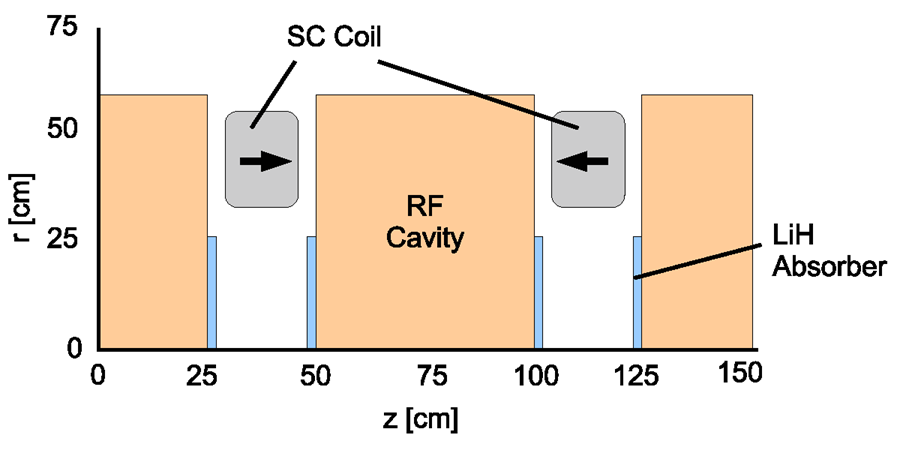 75
SC Coil
50
r [cm]
RF
Cavity
25
LiH
Absorber
0
0 25 50 75 100 125 150
z [cm]